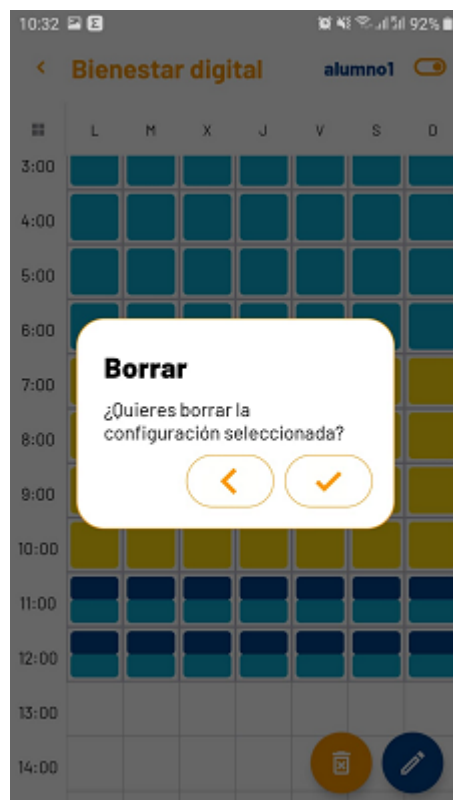 10:32 92%
Bienestar digital alumno1
L M X J V S D
3:00
4:00
5:00
6:00
Borrar
7:00
¿Quieres borrar la
configuración seleccionada?
8:00
9:00
10:00
11:00
12:00
13:00
14:00